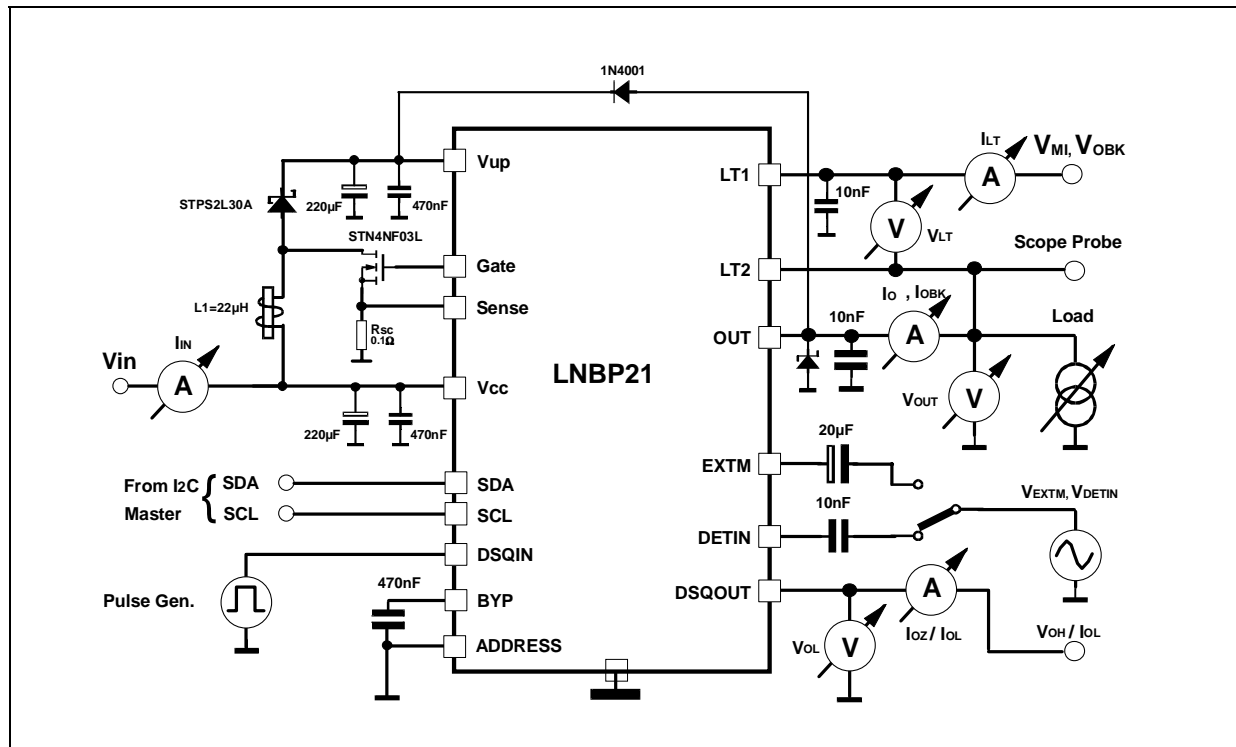 1N4001
Vup
STPS2L30A
220µF
470nF
STN4NF03L
Gate
Sense
L1=22µH
RSC
0.1Ω
Vin
IIN
A
Vcc
220µF
470nF
From I2C
Master
SDA
SCL
SDA
SCL
DSQIN
Pulse Gen.
470nF
BYP
ADDRESS
LNBP21
LT1
10nF
ILT
A
VMI, VOBK
V
VLT
LT2
Scope Probe
IO , IOBK
OUT
10nF
A
Load
VOUT
V
20µF
EXTM
10nF
VEXTM, VDETIN
DETIN
DSQOUT
A
IOZ / IOL
VOL
V
VOH / IOL